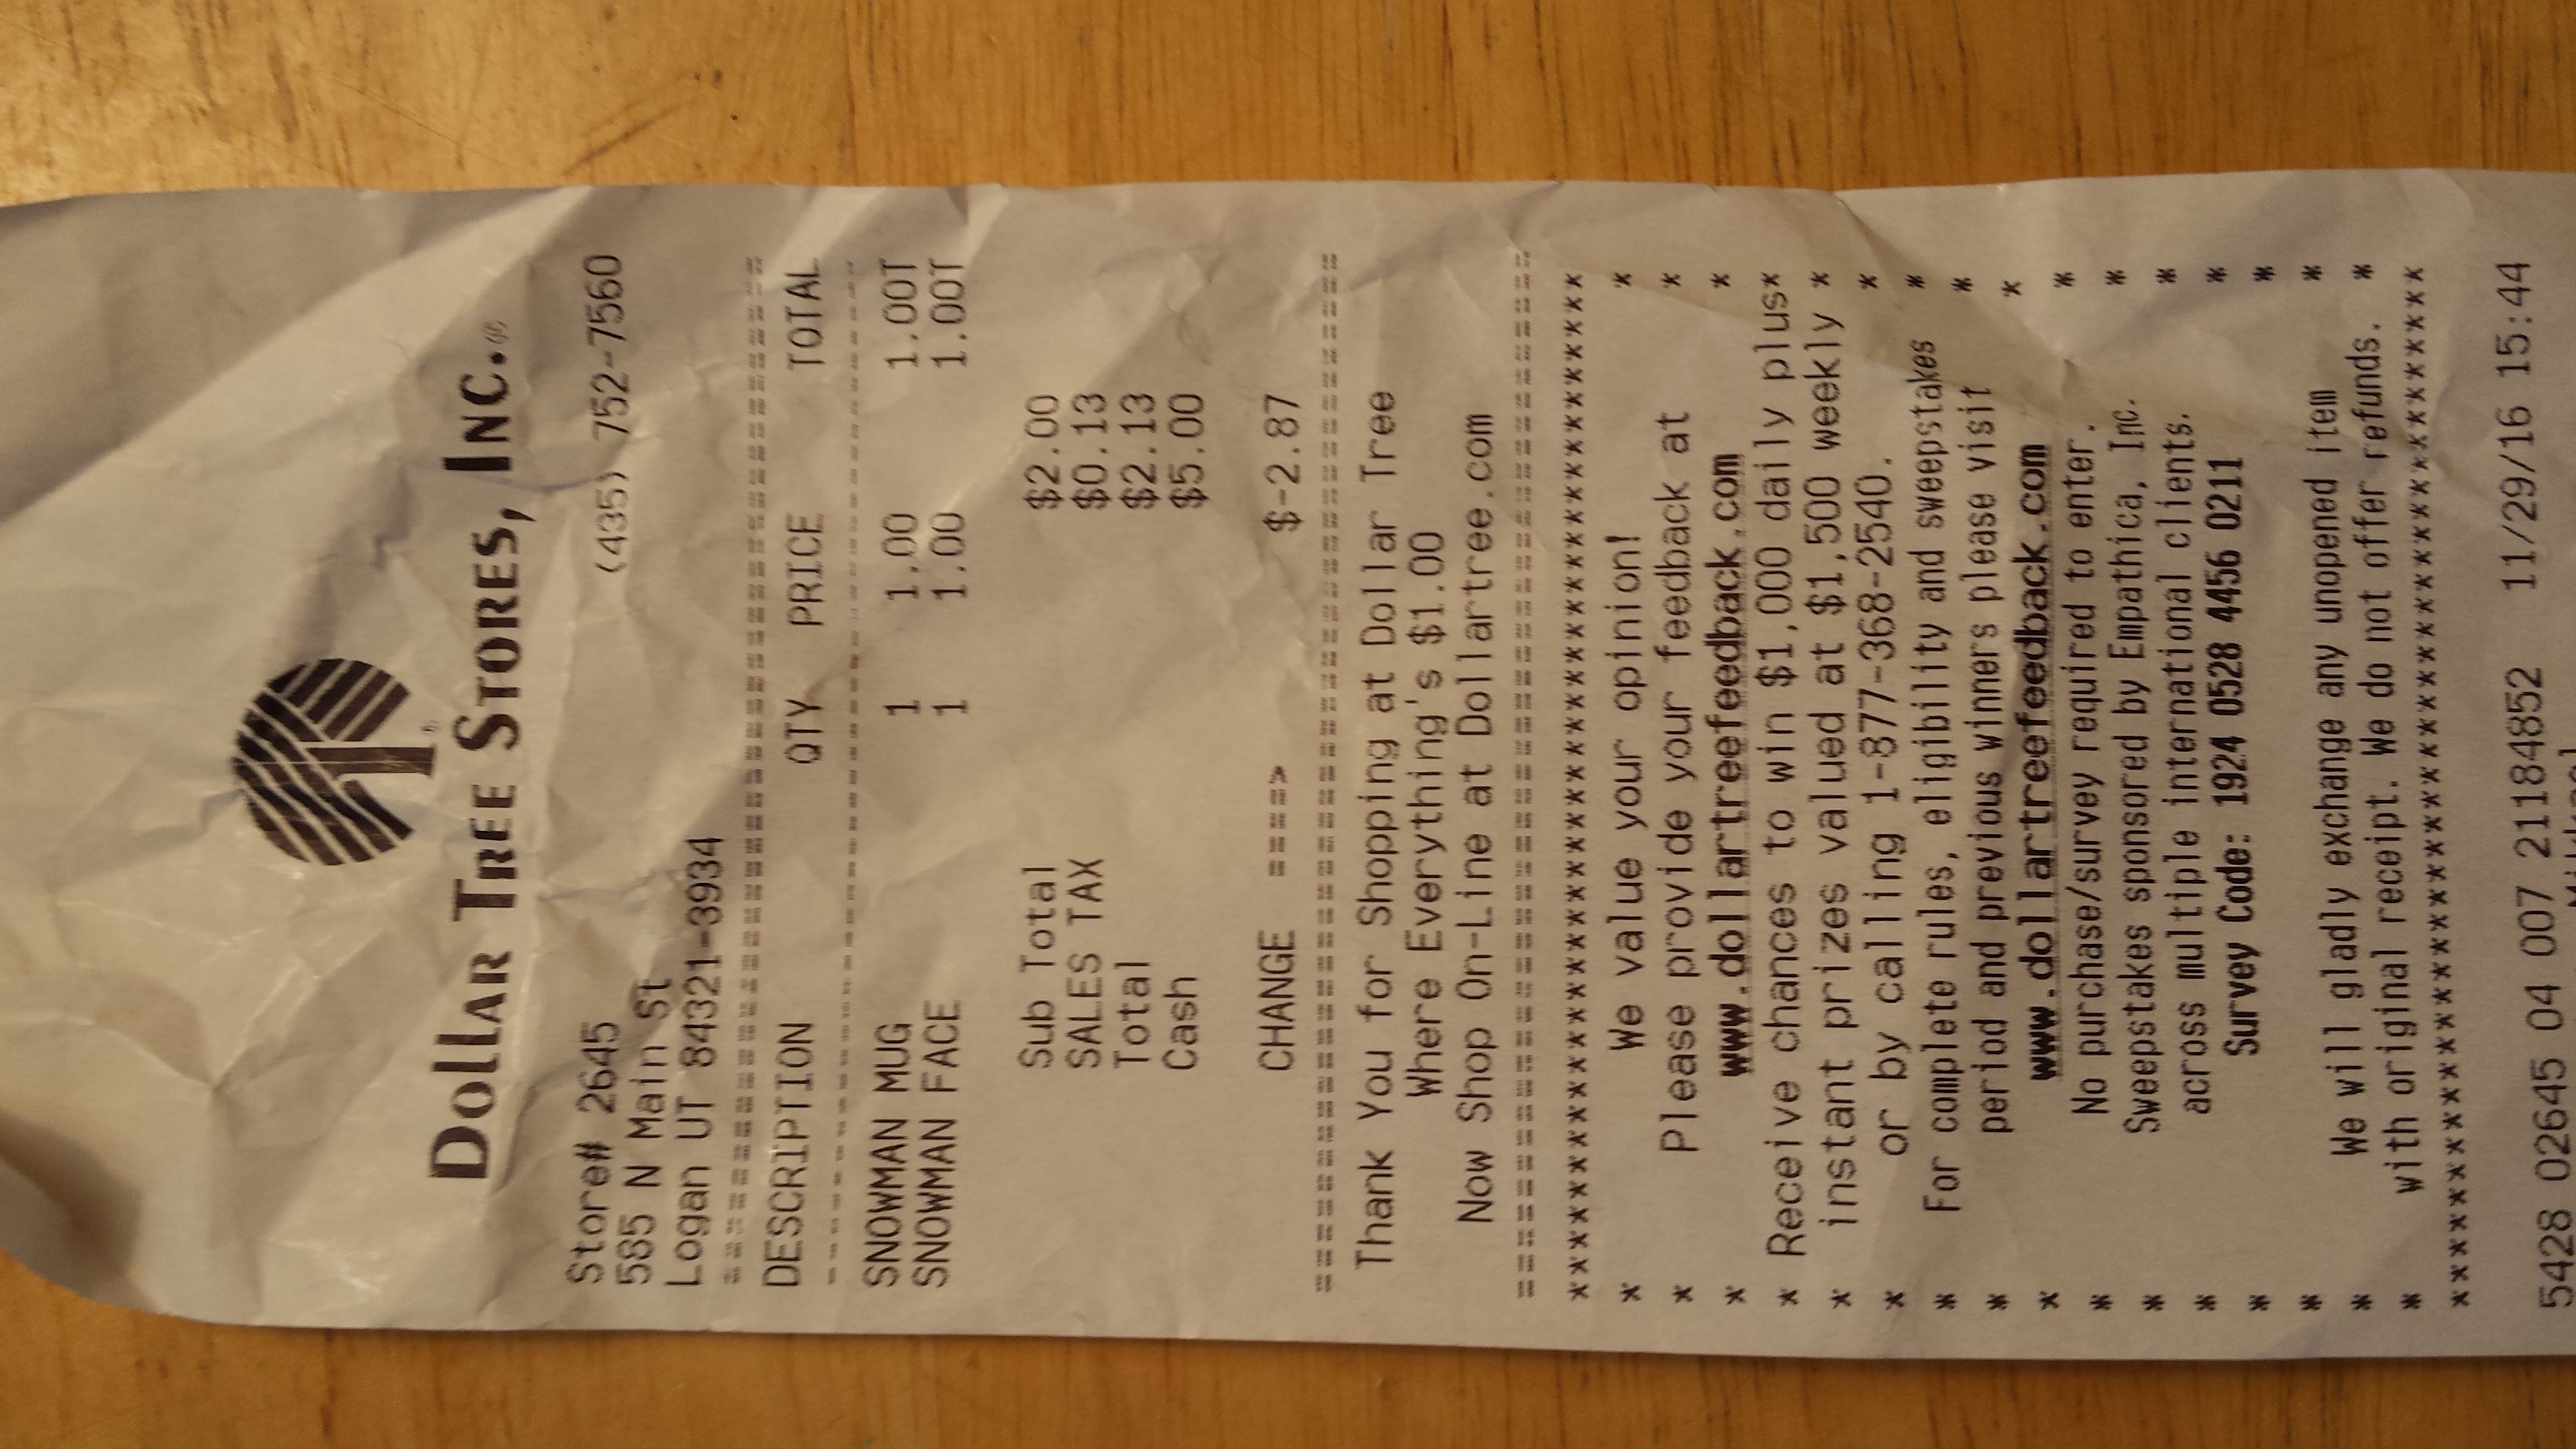 Dollar Tree Stores, Inc.
Store# 2645 (435) 752-7560
585 N Main St
Logan UT 84321-3934
========================================
DESCRIPTION QTY PRICE TOTAL
----------------------------------------
SNOWMAN MUG 1 1.00 1.00T
SNOWMAN FACE 1 1.00 1.00T
Sub Total $2.00
SALES TAX $0.13
Total $2.13
Cash $5.00
CHANGE ====> $-2.87
========================================
Thank You for Shopping at Dollar Tree
Where Everything's $1.00
Now Shop On-Line at Dollartree.com
========================================
****************************************
* We value your opinion! *
* Please provide your feedback at *
* www.dollartreefeedback.com *
* Receive chances to win $1,000 daily plus*
* instant prizes valued at $1,500 weekly *
* or by calling 1-877-368-2540. *
* For complete rules, eligibility and sweepstakes *
* period and previous winners please visit *
* www.dollartreefeedback.com *
* No purchase/survey required to enter. *
* Sweepstakes sponsored by Empathica, Inc. *
* across multiple international clients. *
* Survey Code: 1924 0528 4456 0211 *
* *
* We will gladly exchange any unopened item *
* with original receipt. We do not offer refunds. *
****************************************
5428 02645 04 007 21184852 11/29/16 15:44